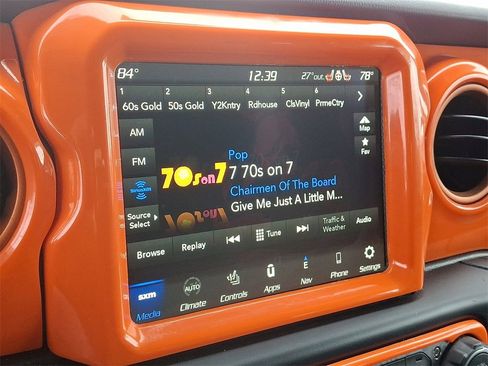 84° 12:39 27°out. 78°
1 2 3 4 5 6
60s Gold 50s Gold Y2Kntry Rdhouse ClsVinyl PrmeCtry
AM
Map
FM
Fav
Pop
70s on 7 7 70s on 7
siriusxm
Chairmen Of The Board
Give Me Just A Little M...
Source
Select
Browse Replay Tune Traffic & Weather Audio
AUTO E
sxm
Media Climate Controls Apps Nav Phone Settings